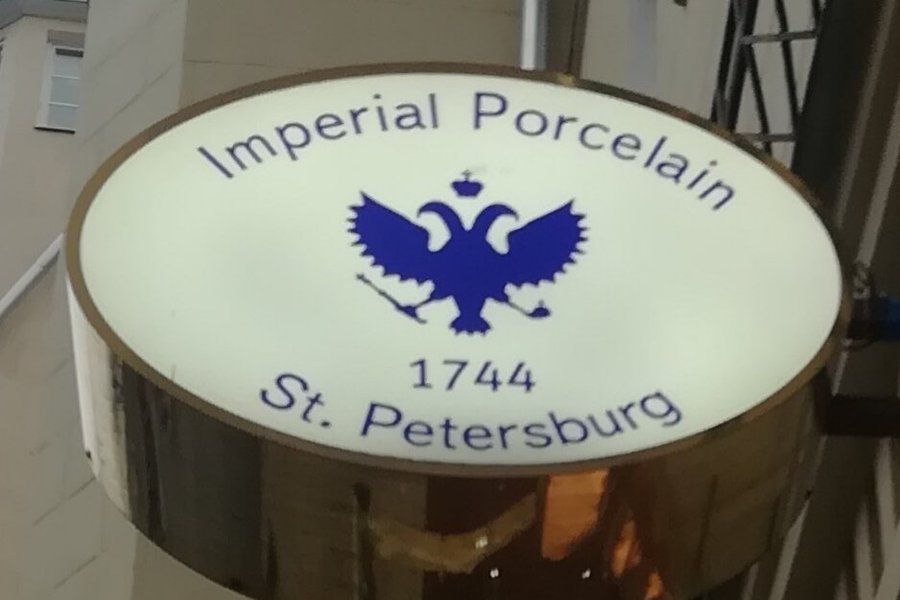 Imperial Porcelain
1744
St. Petersburg